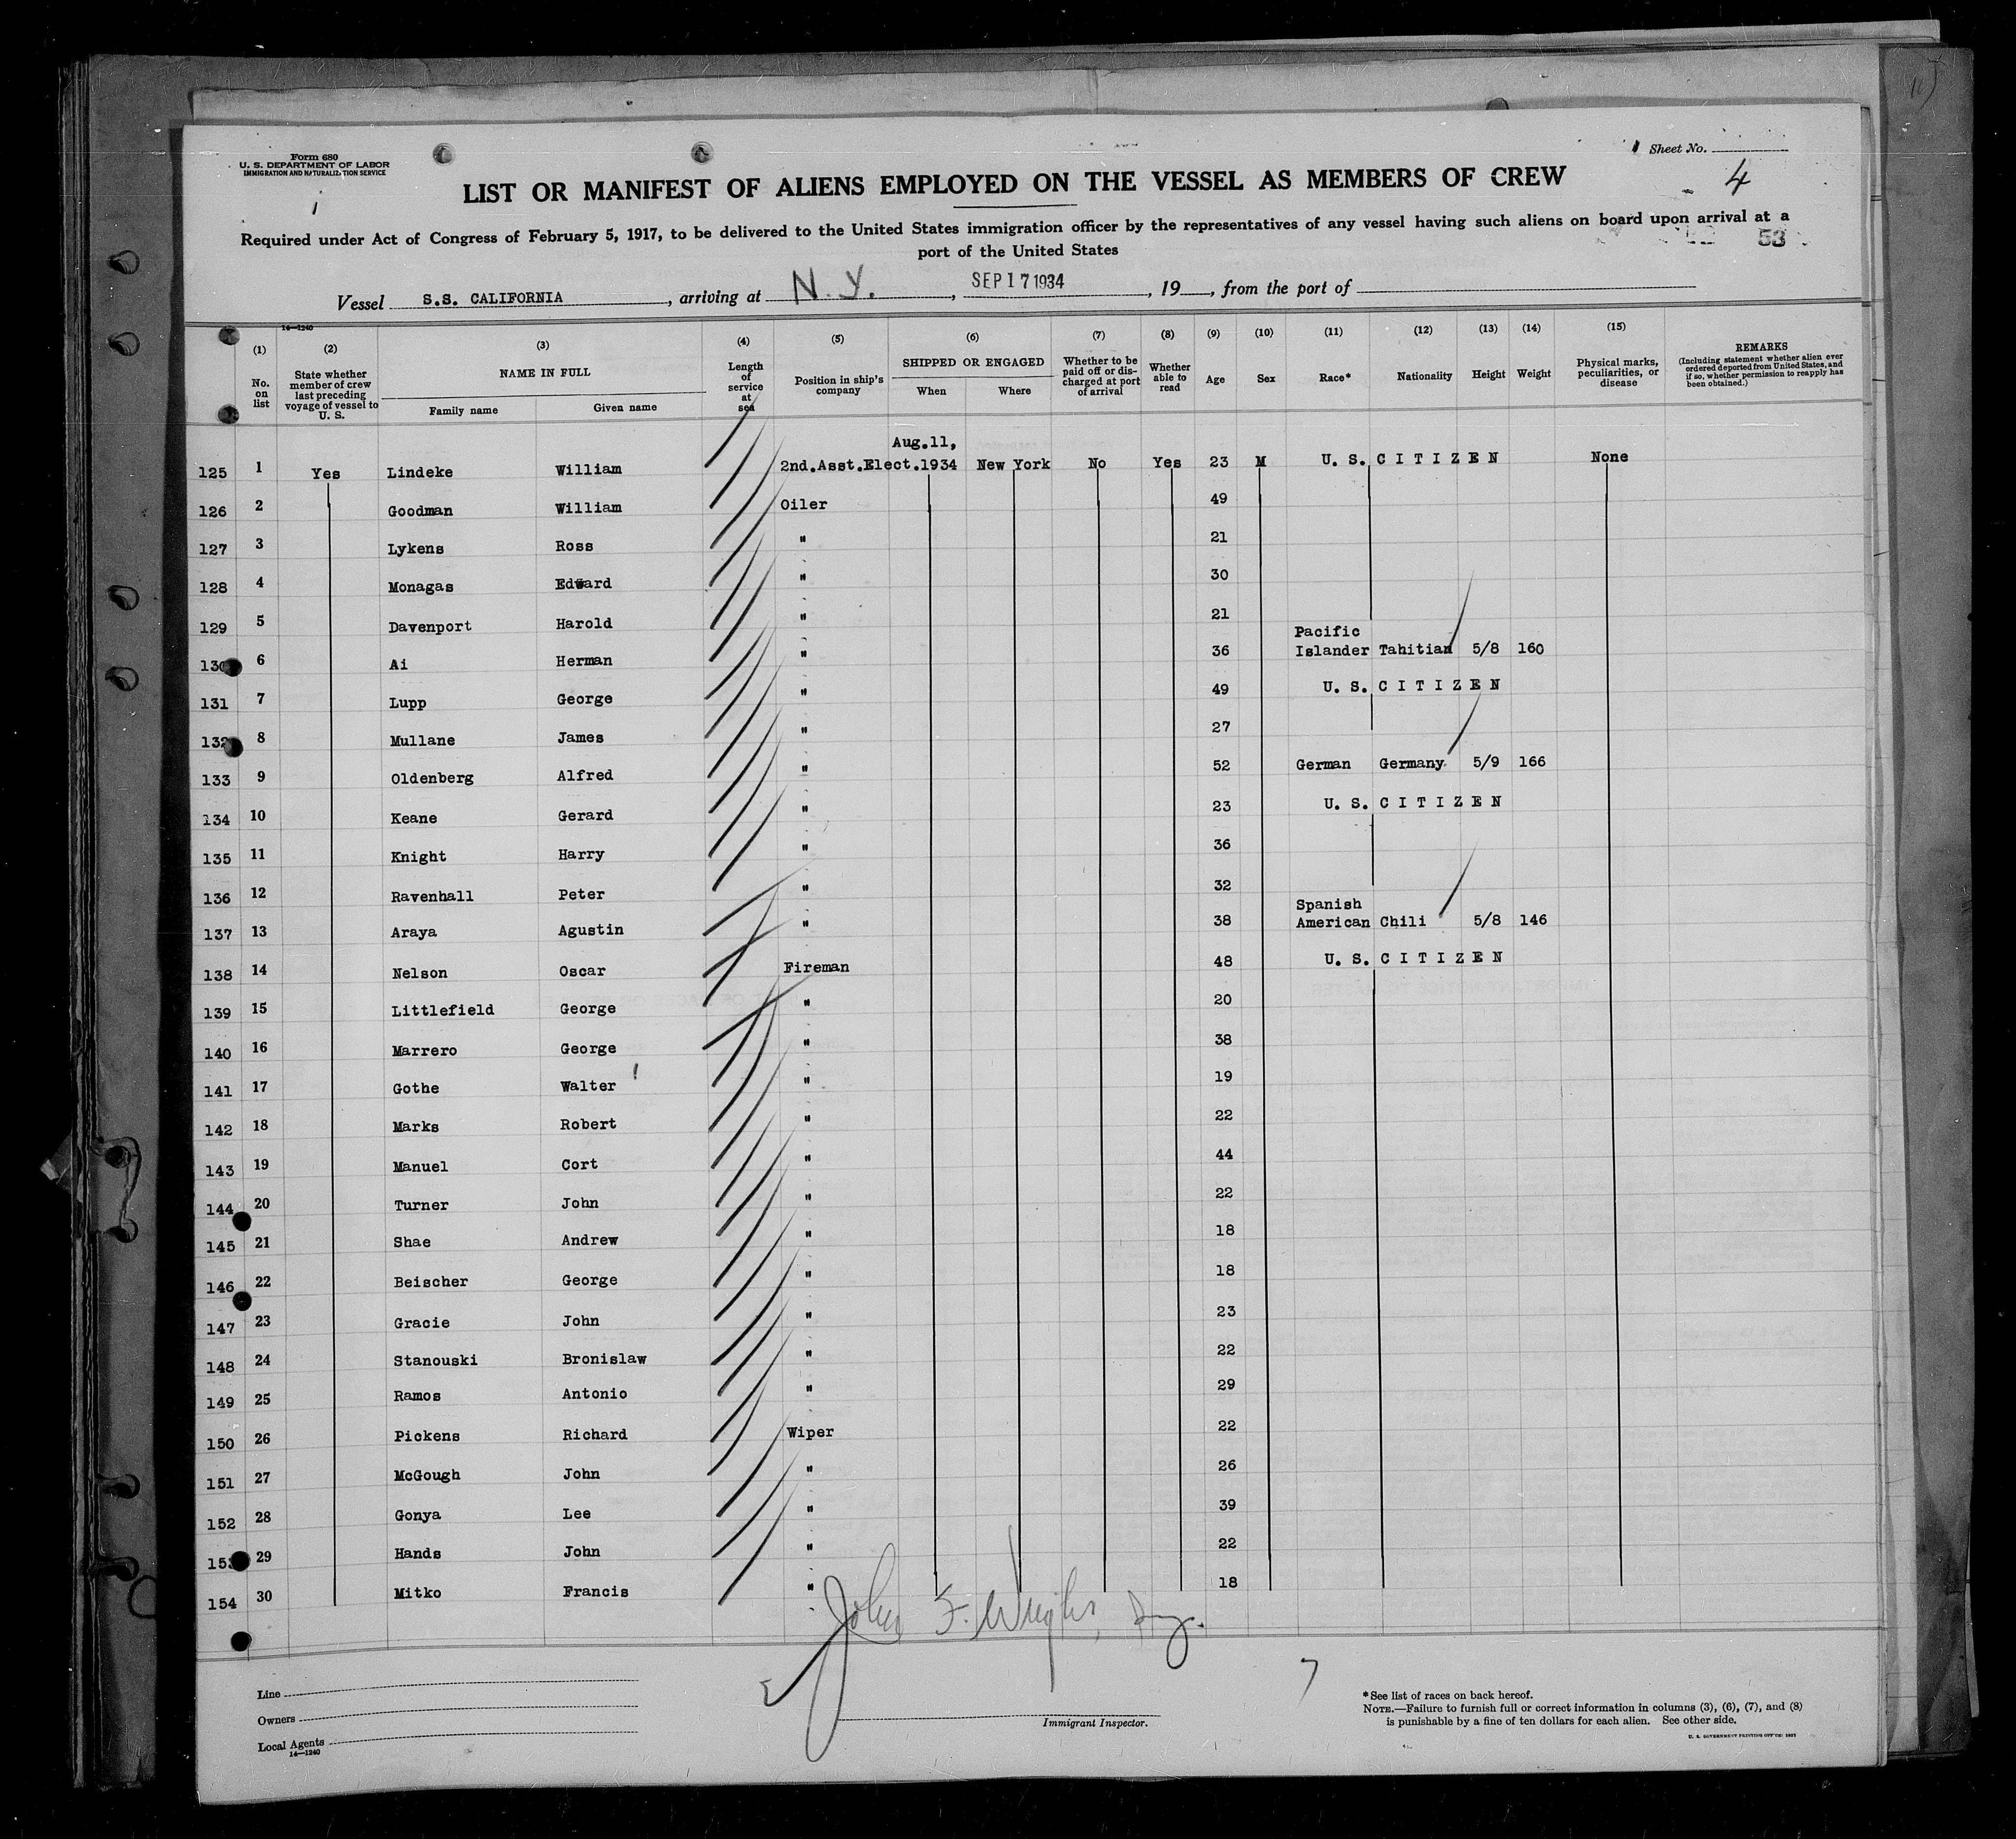 Form 680
U. S. DEPARTMENT OF LABOR
IMMIGRATION AND NATURALIZATION SERVICE
Sheet No.
4
LIST OR MANIFEST OF ALIENS EMPLOYED ON THE VESSEL AS MEMBERS OF CREW
Required under Act of Congress of February 5, 1917, to be delivered to the United States immigration officer by the representatives of any vessel having such aliens on board upon arrival at a
port of the United States
53
Vessel S.S. CALIFORNIA, arriving at N. Y., SEP 17 1934, 19, from the port of
14—1240
(1) No. on list
(2) State whether member of crew last preceding voyage of vessel to U. S.
(3) NAME IN FULL
Family name Given name
(4) Length of service at sea
(5) Position in ship's company
(6) SHIPPED OR ENGAGED
When Where
(7) Whether to be paid off or discharged at port of arrival
(8) Whether able to read
(9) Age
(10) Sex
(11) Race*
(12) Nationality
(13) Height
(14) Weight
(15) Physical marks, peculiarities, or disease
REMARKS
(Including statement whether alien ever ordered deported from United States, and if so, whether permission to reapply has been obtained.)
Aug.11,
125 1 Yes Lindeke William 2nd.Asst.Elect.1934 New York No Yes 23 M U. S. C I T I Z E N None
126 2 Goodman William Oiler 49
127 3 Lykens Ross " 21
128 4 Monagas Edward " 30
129 5 Davenport Harold " 21
Pacific
130 6 Ai Herman " 36 Islander Tahitian 5/8 160
131 7 Lupp George " 49 U. S. C I T I Z E N
132 8 Mullane James " 27
133 9 Oldenberg Alfred " 52 German Germany 5/9 166
134 10 Keane Gerard " 23 U. S. C I T I Z E N
135 11 Knight Harry " 36
136 12 Ravenhall Peter " 32
Spanish
137 13 Araya Agustin " 38 American Chili 5/8 146
138 14 Nelson Oscar Fireman 48 U. S. C I T I Z E N
139 15 Littlefield George " 20
140 16 Marrero George " 38
141 17 Gothe Walter " 19
142 18 Marks Robert " 22
143 19 Manuel Cort " 44
144 20 Turner John " 22
145 21 Shae Andrew " 18
146 22 Beischer George " 18
147 23 Gracie John " 23
148 24 Stanouski Bronislaw " 22
149 25 Ramos Antonio " 29
150 26 Pickens Richard Wiper 22
151 27 McGough John " 26
152 28 Gonya Lee " 39
153 29 Hands John " 22
154 30 Mitko Francis " 18
John F. Wright,
Line
Owners
Local Agents
14—1240
Immigrant Inspector.
*See list of races on back hereof.
NOTE.—Failure to furnish full or correct information in columns (3), (6), (7), and (8)
is punishable by a fine of ten dollars for each alien. See other side.